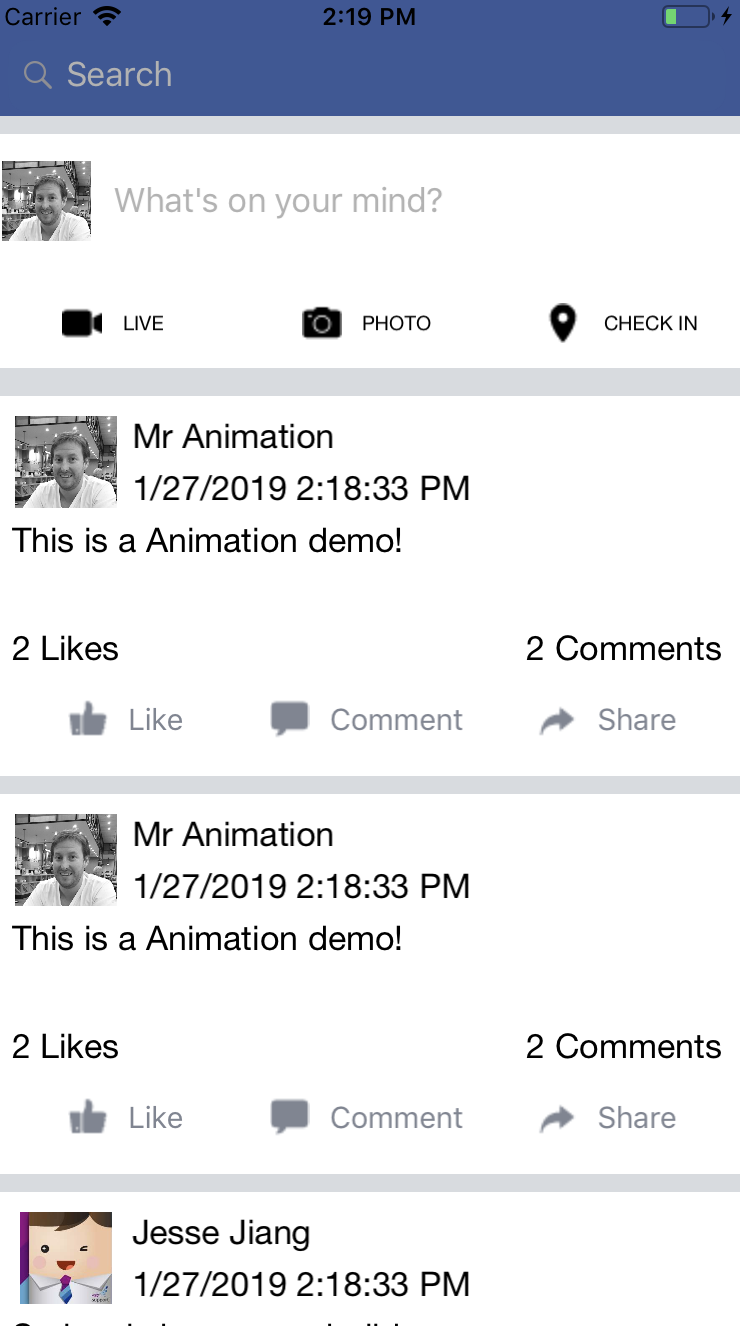 Carrier 2:19 PM
Search
What's on your mind?
LIVE PHOTO CHECK IN
Mr Animation
1/27/2019 2:18:33 PM
This is a Animation demo!
2 Likes 2 Comments
Like Comment Share
Mr Animation
1/27/2019 2:18:33 PM
This is a Animation demo!
2 Likes 2 Comments
Like Comment Share
Jesse Jiang
1/27/2019 2:18:33 PM